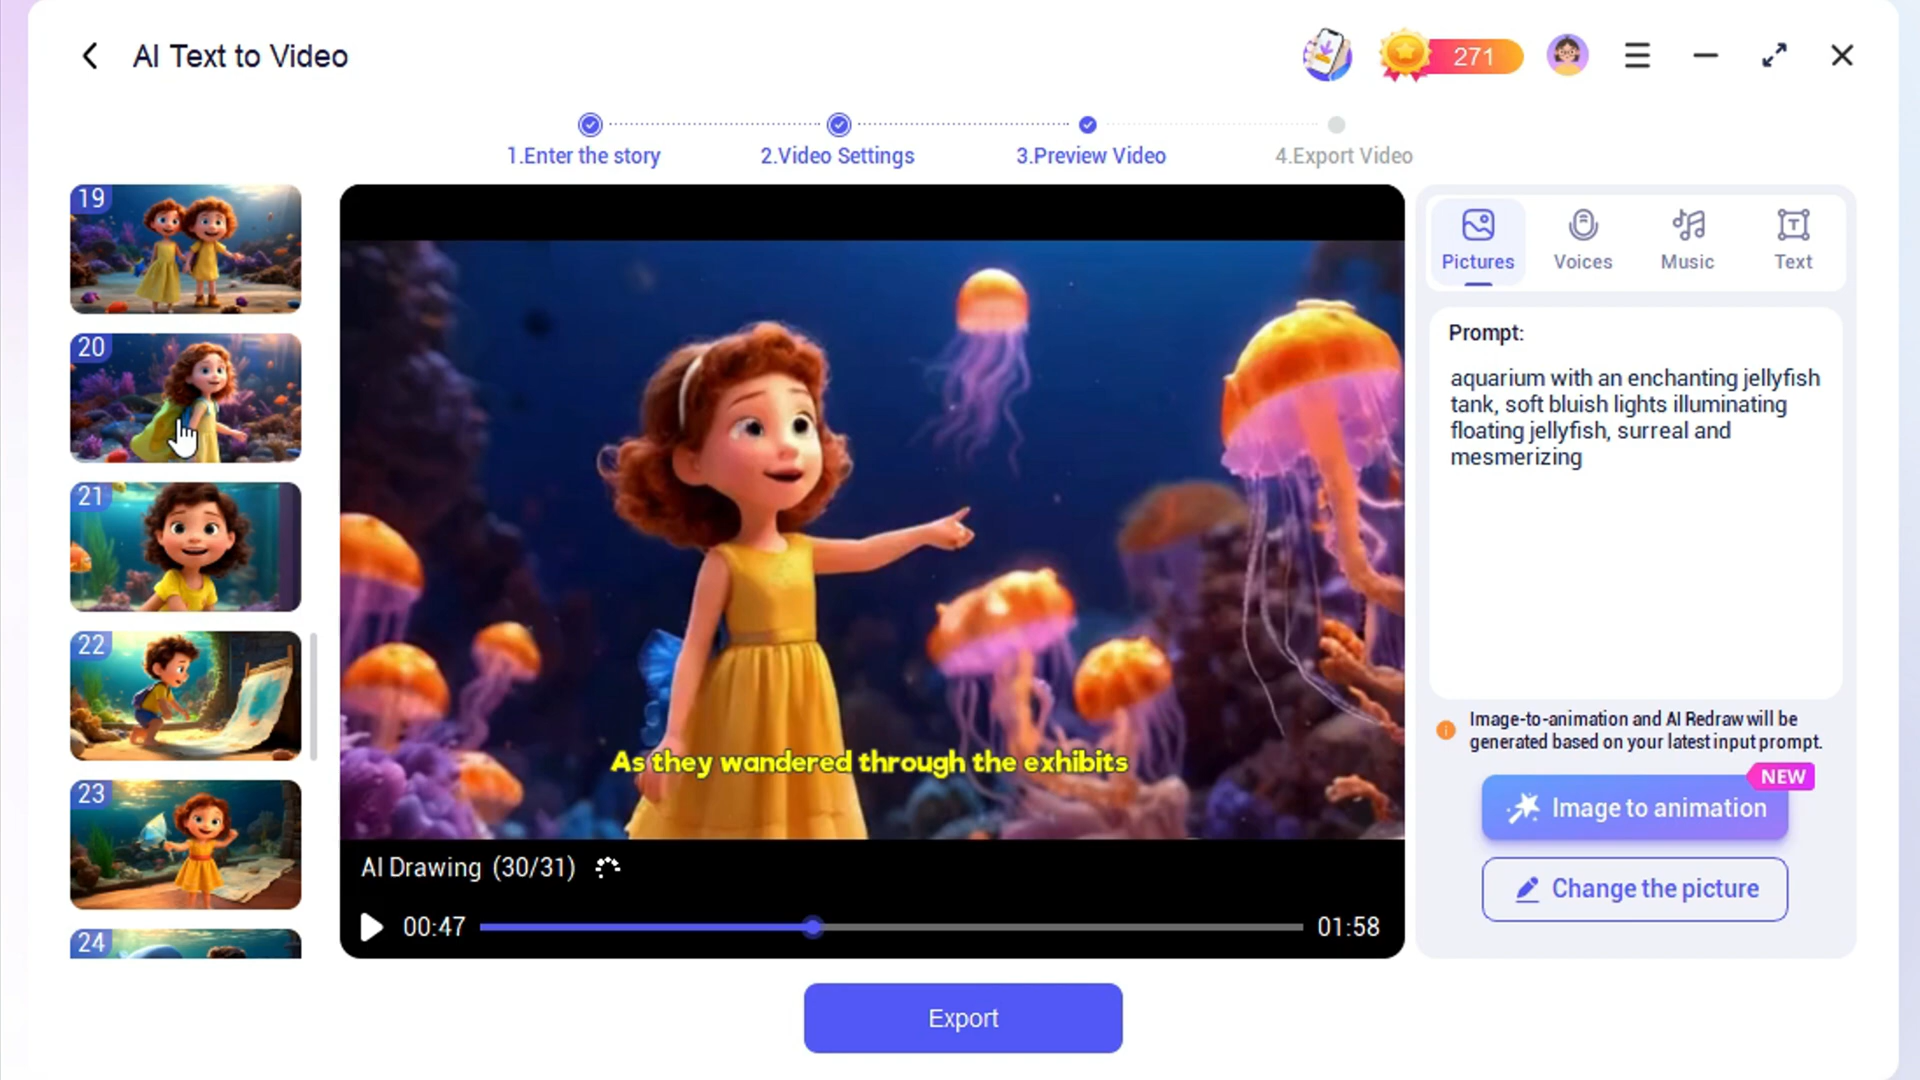 AI Text to Video
271
1.Enter the story
2.Video Settings
3.Preview Video
4.Export Video
19
20
21
22
23
24
As they wandered through the exhibits
AI Drawing (30/31)
00:47
01:58
Pictures
Voices
Music
Text
Prompt:
aquarium with an enchanting jellyfish
tank, soft bluish lights illuminating
floating jellyfish, surreal and
mesmerizing
Image-to-animation and AI Redraw will be
generated based on your latest input prompt.
NEW
Image to animation
Change the picture
Export